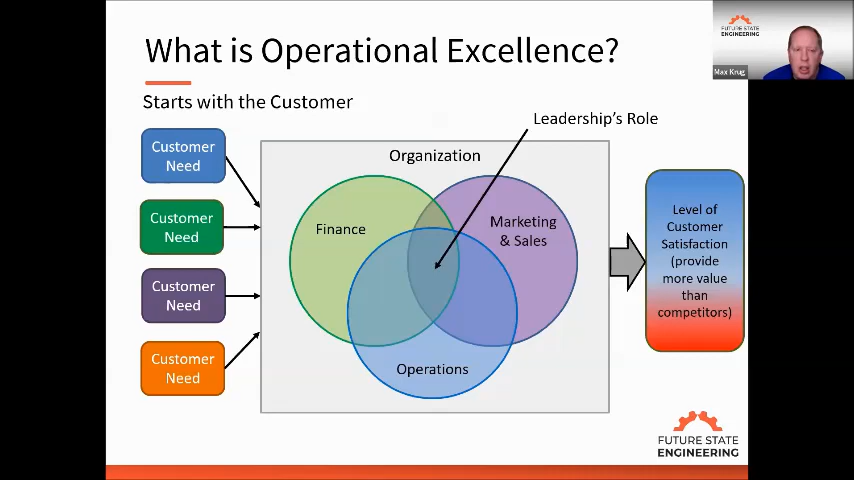 What is Operational Excellence?
Starts with the Customer
FUTURE STATE
ENGINEERING
Max Krug
Leadership's Role
Customer
Need
Customer
Need
Customer
Need
Customer
Need
Organization
Finance
Marketing
& Sales
Operations
Level of
Customer
Satisfaction
(provide
more value
than
competitors)
FUTURE STATE
ENGINEERING